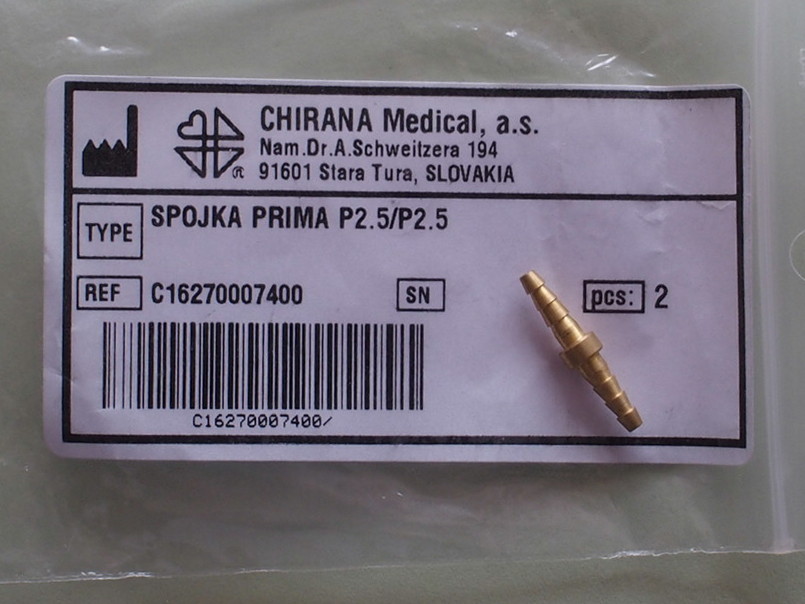 CHIRANA Medical, a.s.
Nam.Dr.A.Schweitzera 194
91601 Stara Tura, SLOVAKIA
TYPE SPOJKA PRIMA P2.5/P2.5
REF C16270007400 SN pcs: 2
C16270007400/